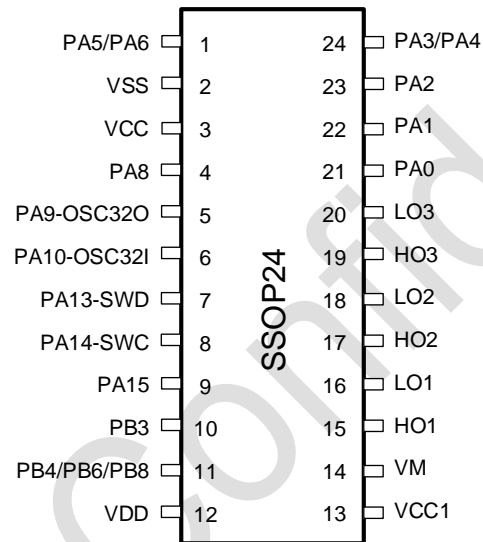 PA5/PA6 1 24 PA3/PA4
VSS 2 23 PA2
VCC 3 22 PA1
PA8 4 21 PA0
PA9-OSC32O 5 20 LO3
PA10-OSC32I 6 19 HO3
PA13-SWD 7 18 LO2
PA14-SWC 8 17 HO2
PA15 9 16 LO1
PB3 10 15 HO1
PB4/PB6/PB8 11 14 VM
VDD 12 13 VCC1
SSOP24
Confid